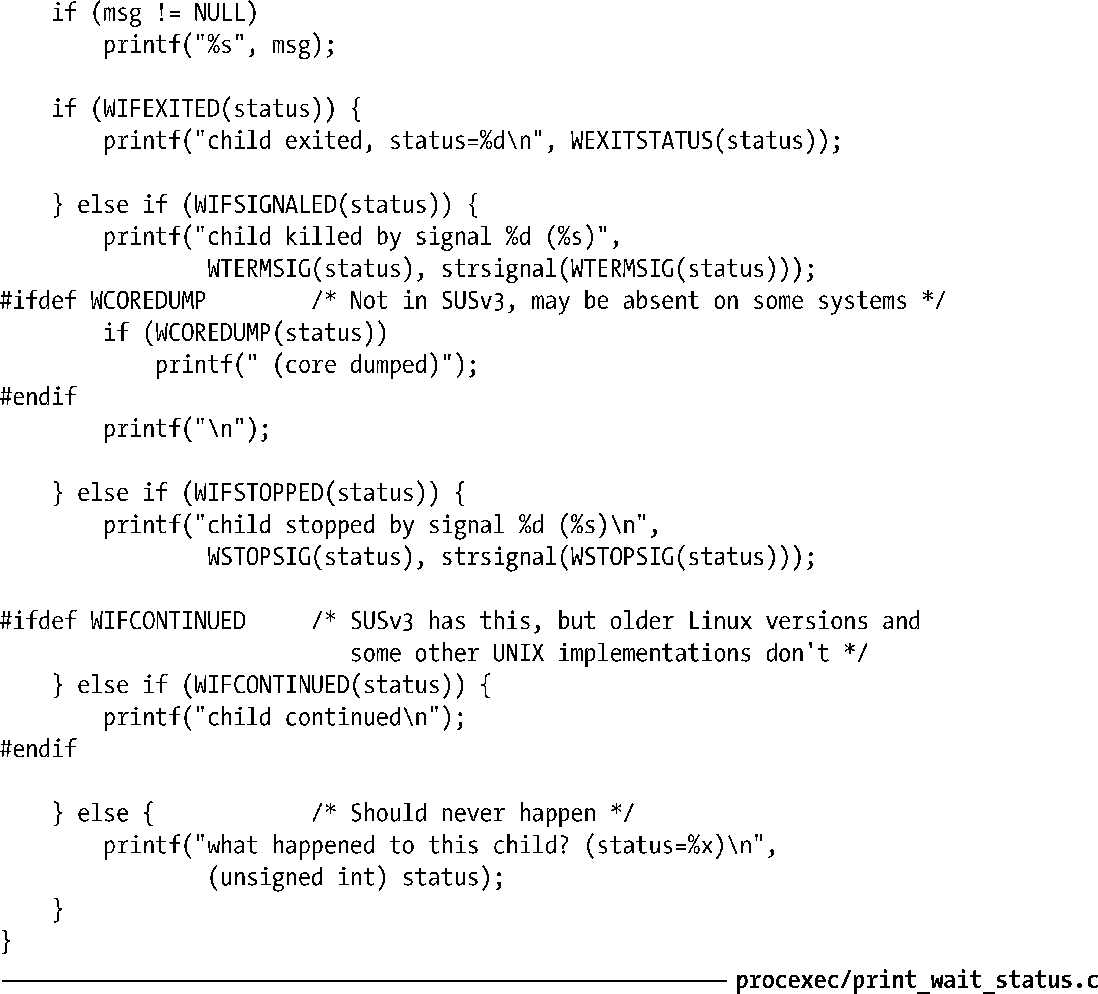 if (msg != NULL)
        printf("%s", msg);

    if (WIFEXITED(status)) {
        printf("child exited, status=%d\n", WEXITSTATUS(status));

    } else if (WIFSIGNALED(status)) {
        printf("child killed by signal %d (%s)",
                WTERMSIG(status), strsignal(WTERMSIG(status)));
#ifdef WCOREDUMP        /* Not in SUSv3, may be absent on some systems */
        if (WCOREDUMP(status))
            printf(" (core dumped)");
#endif
        printf("\n");

    } else if (WIFSTOPPED(status)) {
        printf("child stopped by signal %d (%s)\n",
                WSTOPSIG(status), strsignal(WSTOPSIG(status)));

#ifdef WIFCONTINUED     /* SUSv3 has this, but older Linux versions and
                           some other UNIX implementations don't */
    } else if (WIFCONTINUED(status)) {
        printf("child continued\n");
#endif

    } else {            /* Should never happen */
        printf("what happened to this child? (status=%x)\n",
                (unsigned int) status);
    }
}
procexec/print_wait_status.c